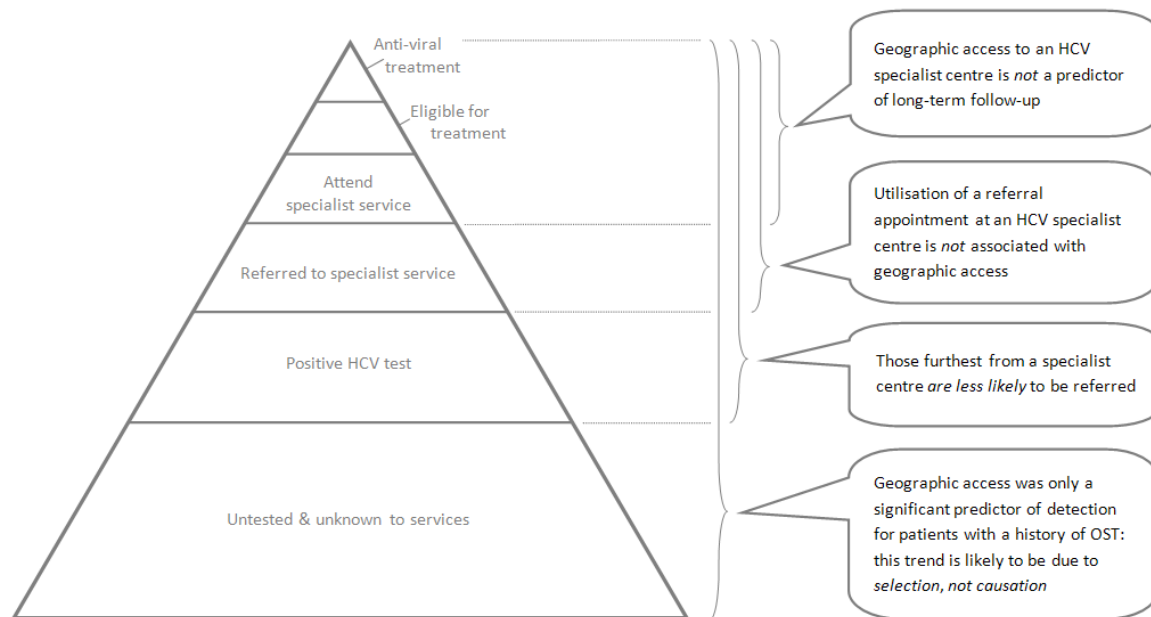 Anti-viral
treatment
Eligible for
treatment
Attend
specialist service
Referred to specialist service
Positive HCV test
Untested & unknown to services
Geographic access to an HCV
specialist centre is not a predictor
of long-term follow-up
Utilisation of a referral
appointment at an HCV specialist
centre is not associated with
geographic access
Those furthest from a specialist
centre are less likely to be referred
Geographic access was only a
significant predictor of detection
for patients with a history of OST:
this trend is likely to be due to
selection, not causation